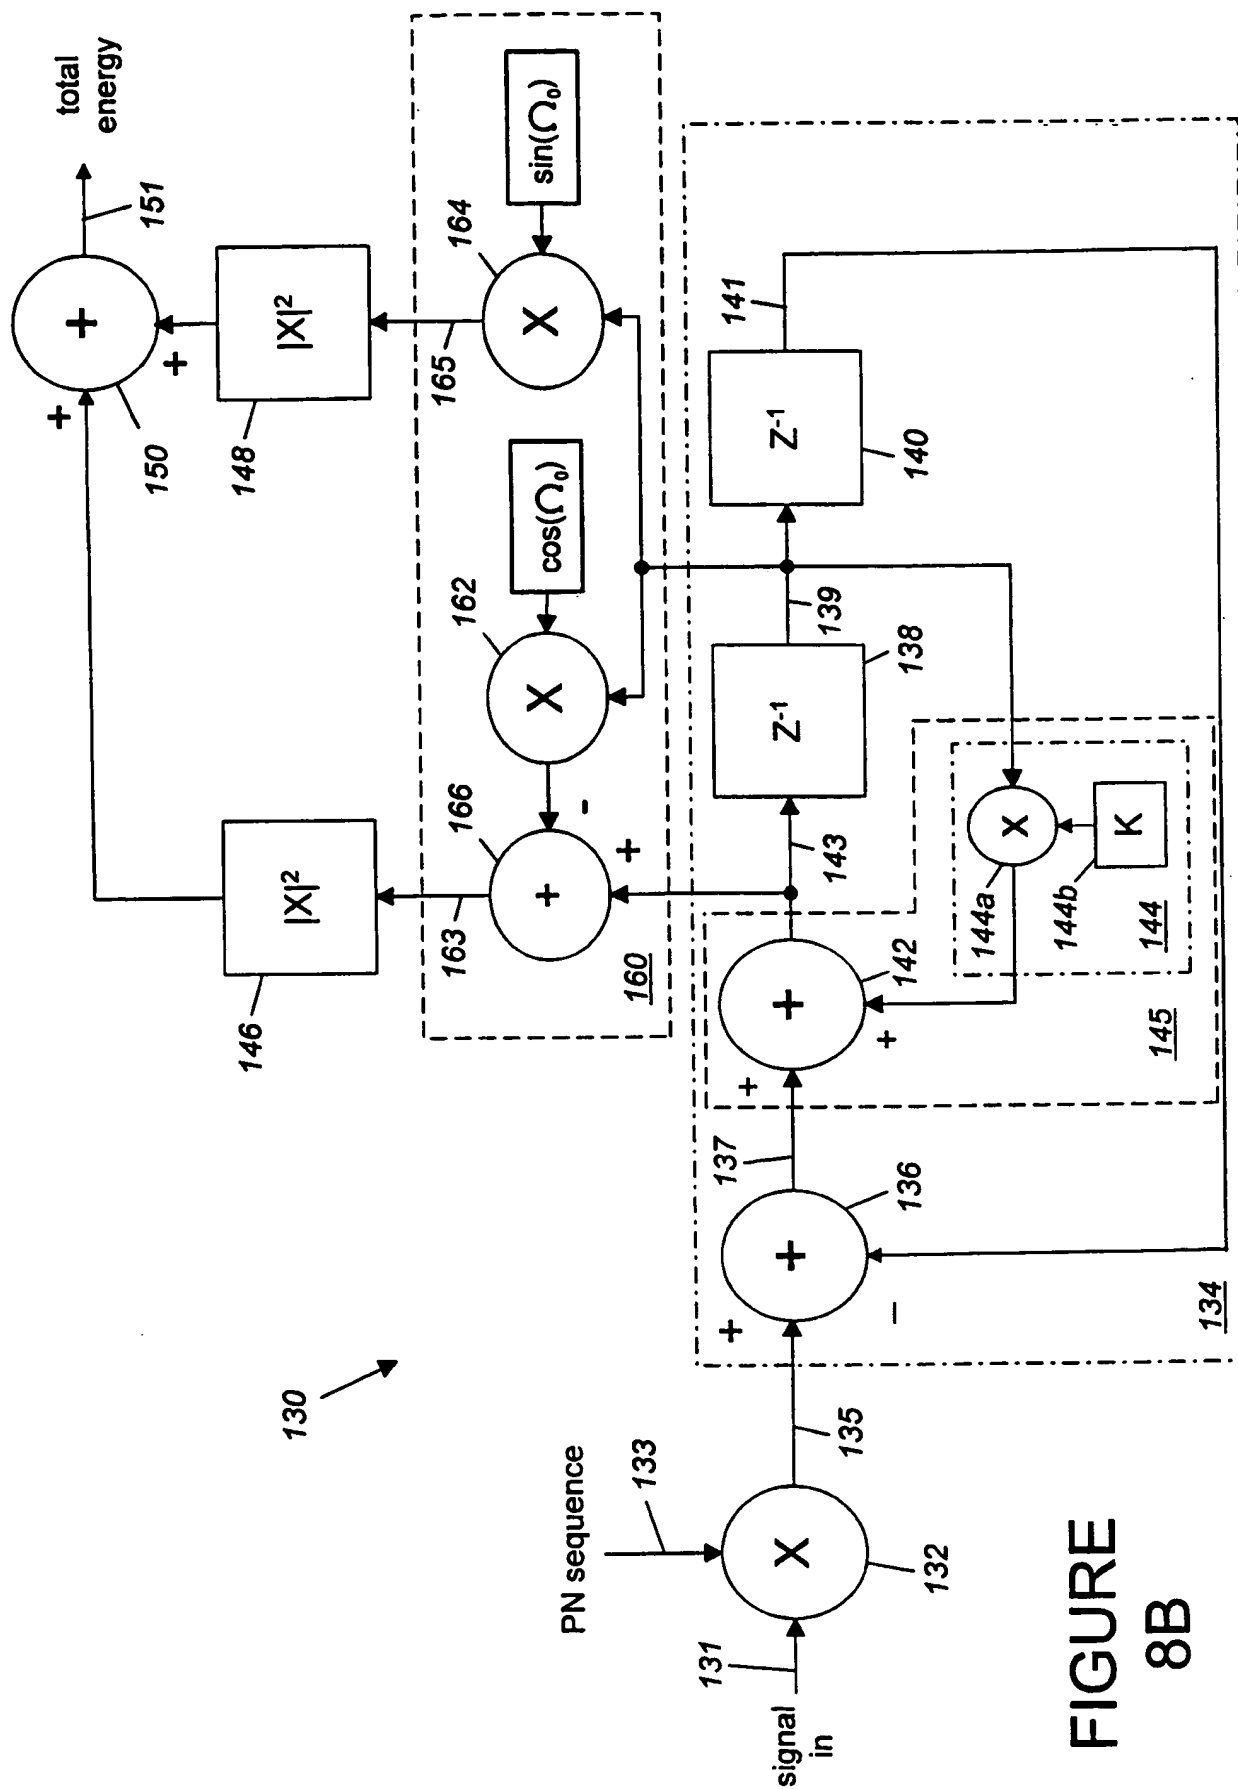 total
energy
151
+
150
+
+
|X|²
148
|X|²
146
sin(Ω₀)
164
X
165
cos(Ω₀)
162
X
-
166
+
+
163
160
141
Z⁻¹
140
139
Z⁻¹
138
143
142
+
+
+
X
K
144a
144b
144
145
137
136
+
+
–
134
130
135
PN sequence
133
X
132
131
signal
in
FIGURE
8B